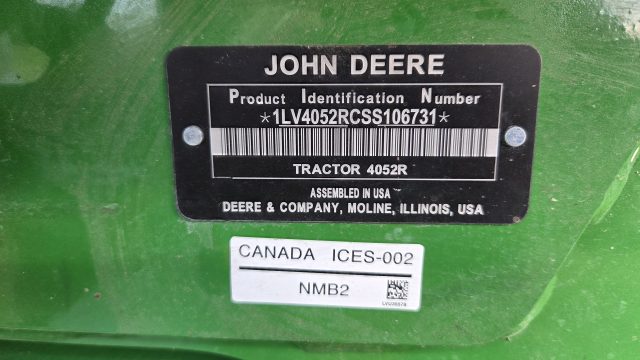 JOHN DEERE
Product Identification Number
*1LV4052RCSS106731*
TRACTOR 4052R
ASSEMBLED IN USA
DEERE & COMPANY, MOLINE, ILLINOIS, USA
CANADA ICES-002
NMB2